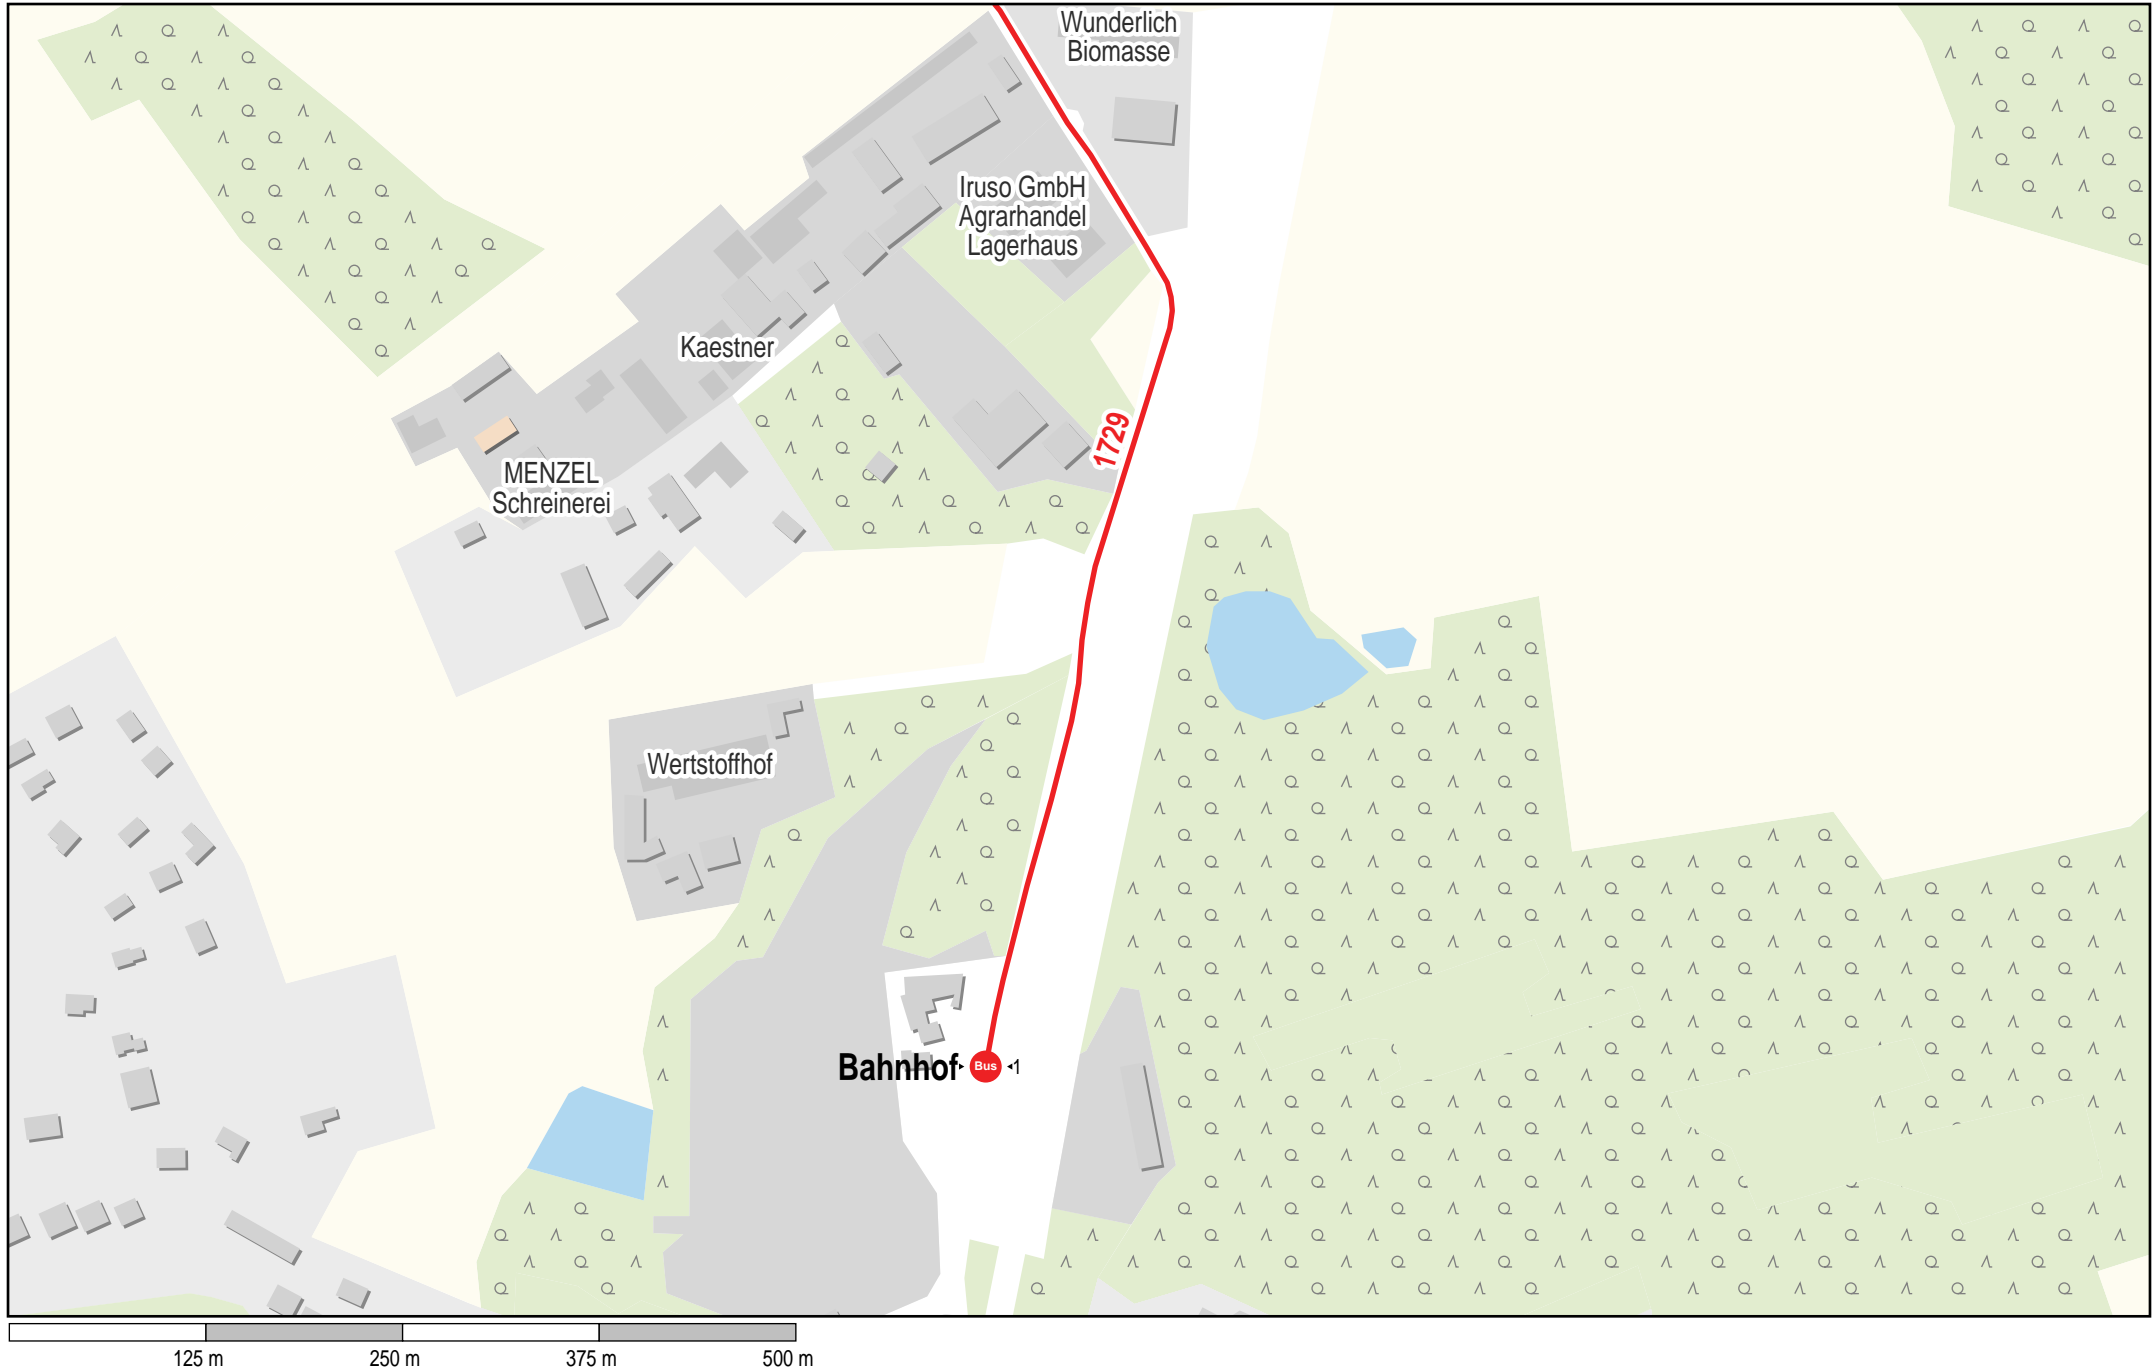 Wunderlich
Biomasse
Iruso GmbH
Agrarhandel
Lagerhaus
Kaestner
1729
MENZEL
Schreinerei
Wertstoffhof
Bahnhof
Bus
1
125 m
250 m
375 m
500 m